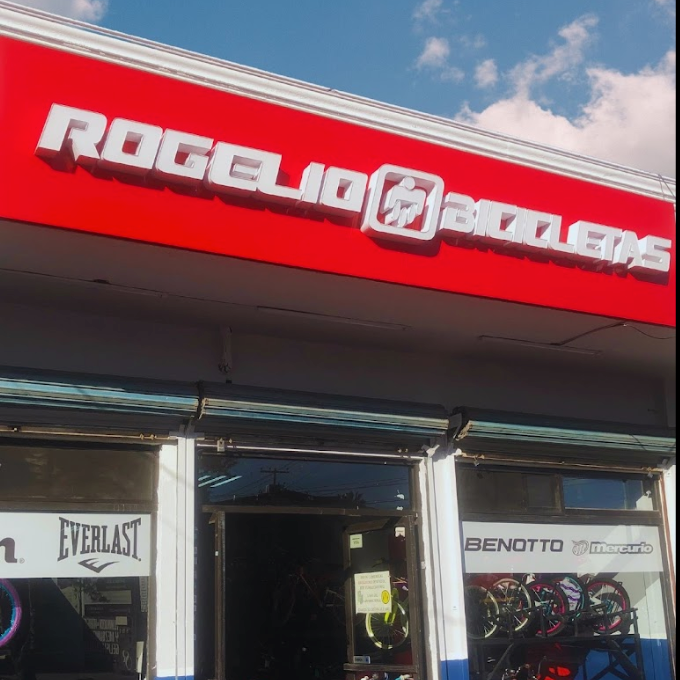 ROGELIO BICICLETAS
EVERLAST
BENOTTO mercurio